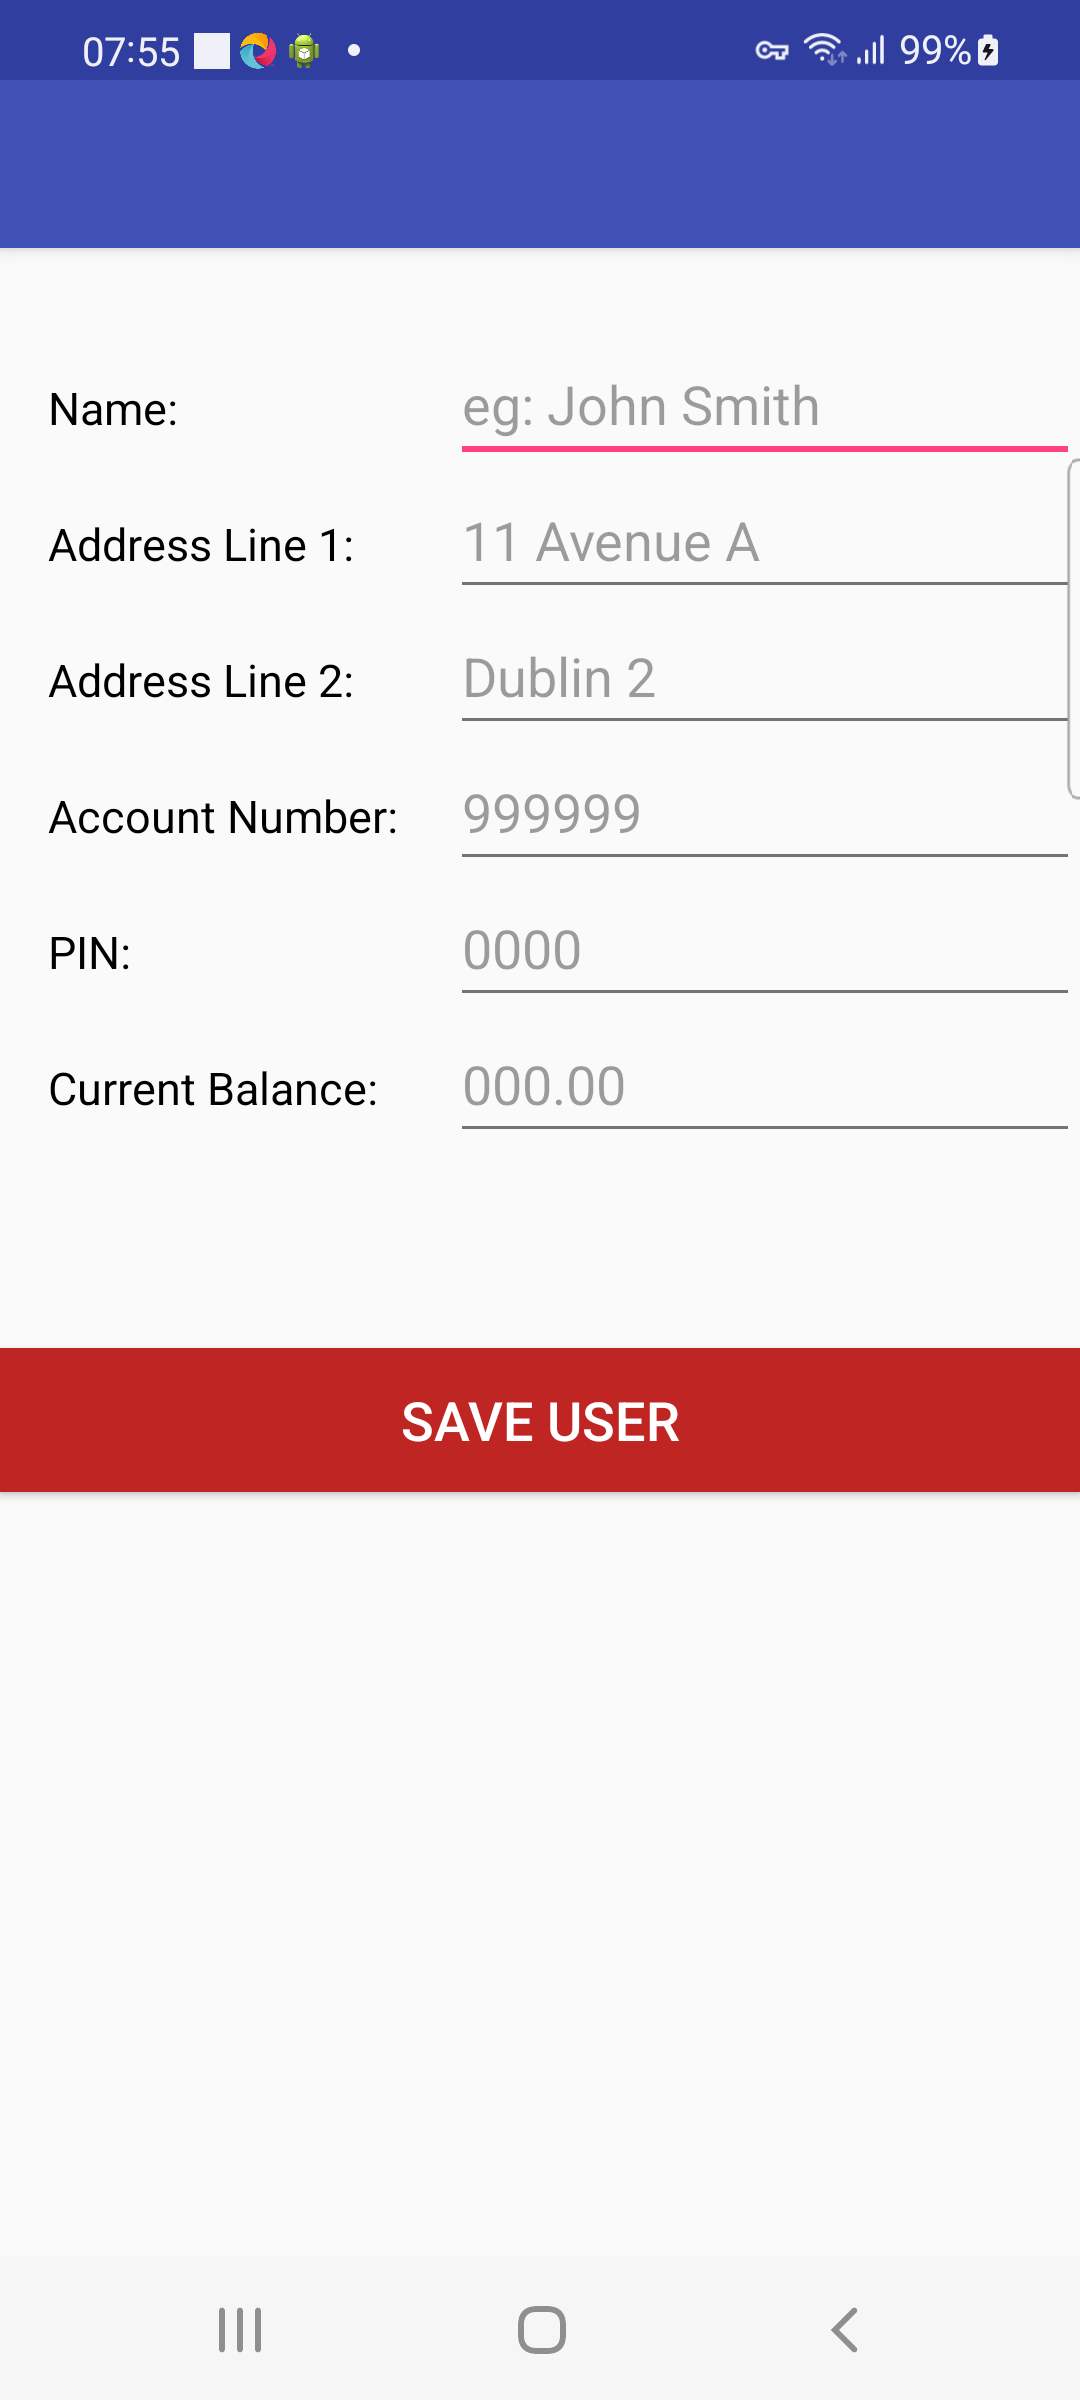 07:55
99%
Name:
eg: John Smith
Address Line 1:
11 Avenue A
Address Line 2:
Dublin 2
Account Number:
999999
PIN:
0000
Current Balance:
000.00
SAVE USER